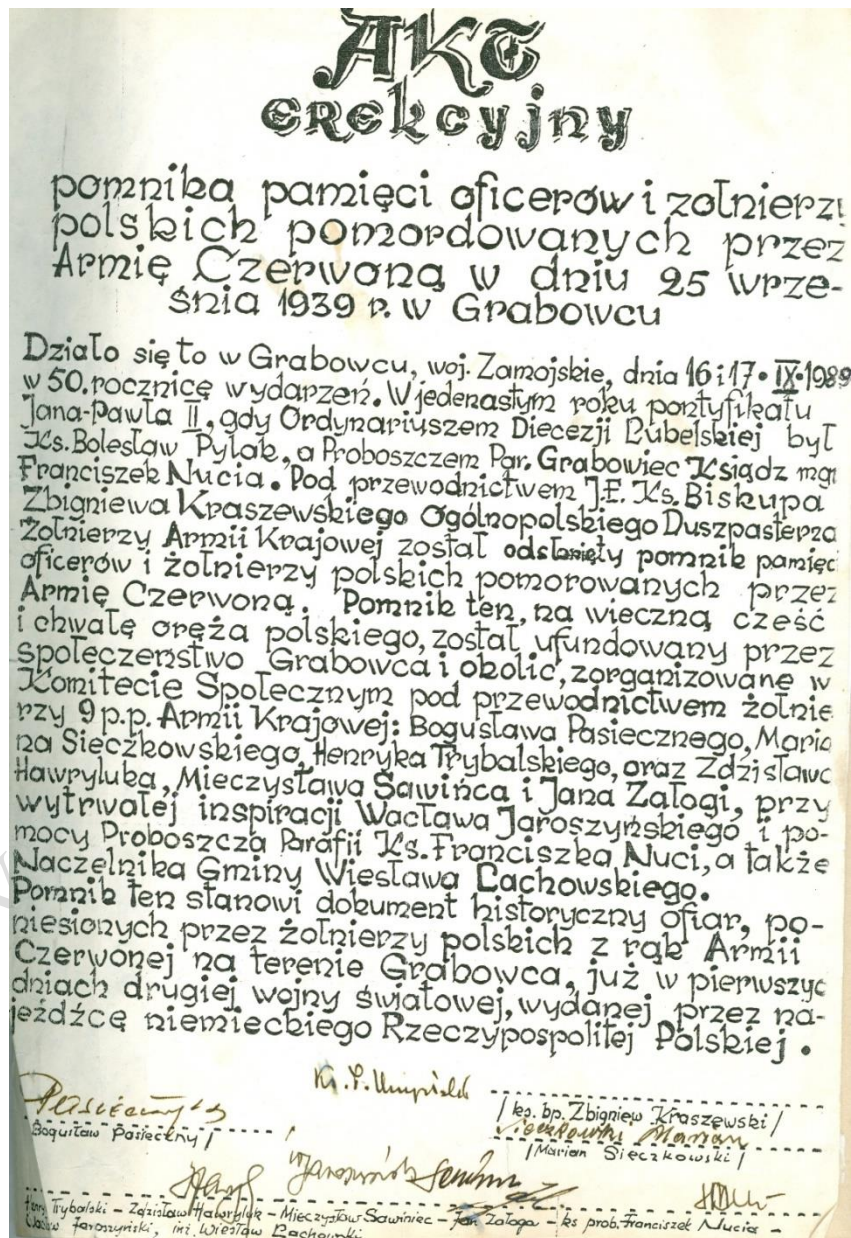 AKT
erekcyjny
pomnika pamięci oficerów i żołnierzy
polskich pomordowanych przez
Armię Czerwoną w dniu 25 wrze-
śnia 1939 r. w Grabowcu
Działo się to w Grabowcu, woj. Zamojskie, dnia 16 i 17 • IX • 1989
w 50. rocznicę wydarzeń. W jedenastym roku pontyfikatu
Jana-Pawła II, gdy Ordynariuszem Diecezji Lubelskiej był
Ks. Bolesław Pylak, a Proboszczem Par. Grabowiec Ksiądz mgr
Franciszek Nucia. Pod przewodnictwem J.E. Ks. Biskupa
Zbigniewa Kraszewskiego Ogólnopolskiego Duszpasterza
Żołnierzy Armii Krajowej został odsłonięty pomnik pamięci
oficerów i żołnierzy polskich pomorowanych przez
Armię Czerwoną. Pomnik ten, na wieczną cześć
i chwałę oręża polskiego, został ufundowany przez
społeczeństwo Grabowca i okolic, zorganizowane w
Komitecie Społecznym pod przewodnictwem żołnie
rzy 9 p.p. Armii Krajowej: Bogusława Pasiecznego, Maria
na Sieczkowskiego, Henryka Trybalskiego, oraz Zdzisława
Hawryluka, Mieczysława Sawińca i Jana Załogi, przy
wytrwałej inspiracji Wacława Jaroszyńskiego i po-
mocy Proboszcza Parafii Ks. Franciszka Nuci, a także
Naczelnika Gminy Wiesława Lachowskiego.
Pomnik ten stanowi dokument historyczny ofiar, po-
niesionych przez żołnierzy polskich z rąk Armii
Czerwonej na terenie Grabowca, już w pierwszyc
dniach drugiej wojny światowej, wydanej przez na-
jeźdźcę niemieckiego Rzeczypospolitej Polskiej.
/ ks. bp. Zbigniew Kraszewski /
Bogusław Pasieczny /
Sieczkowski Marian
/ Marian Sieczkowski /
Henryk Trybalski - Zdzisław Hawryluk - Mieczysław Sawiniec - Jan Załoga - ks prob. Franciszek Nucia -
Wacław Jaroszyński, inż. Wiesław Lachowski